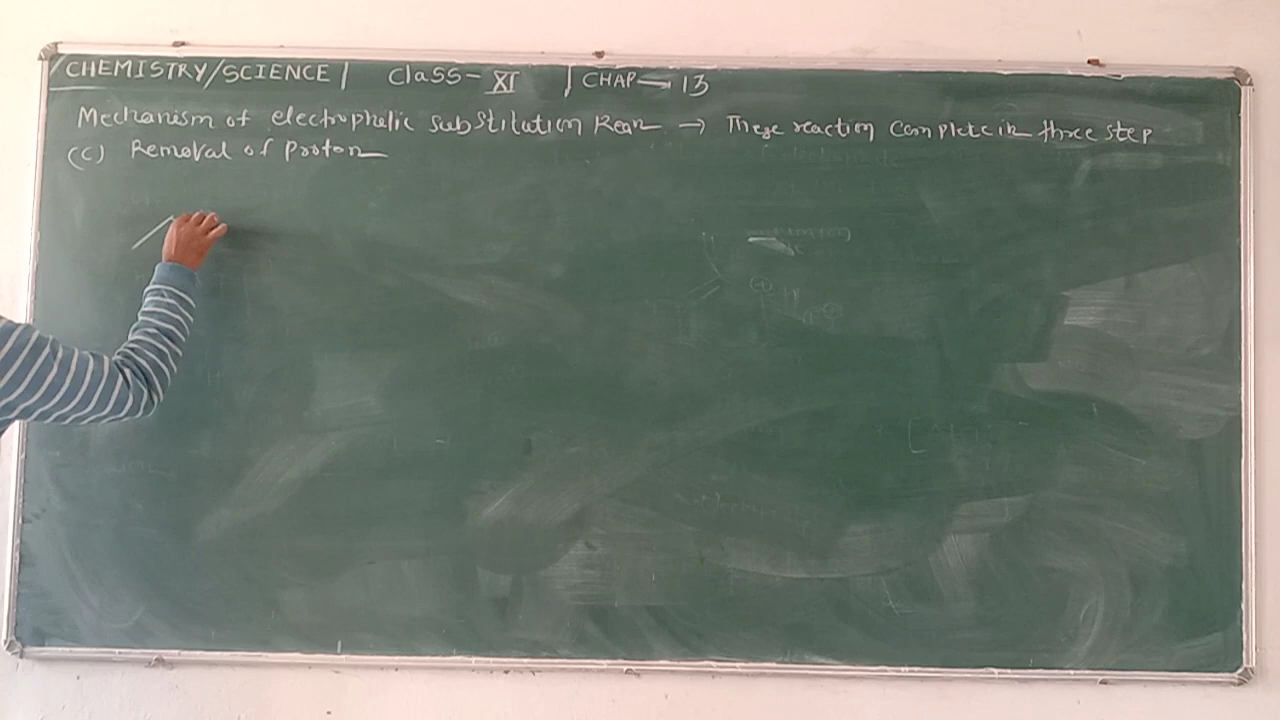 CHEMISTRY/SCIENCE | Class-XI | CHAP → 13
Mechanism of electrophelic substitution Rean → These reaction complete in three step
(c) Removal of proton